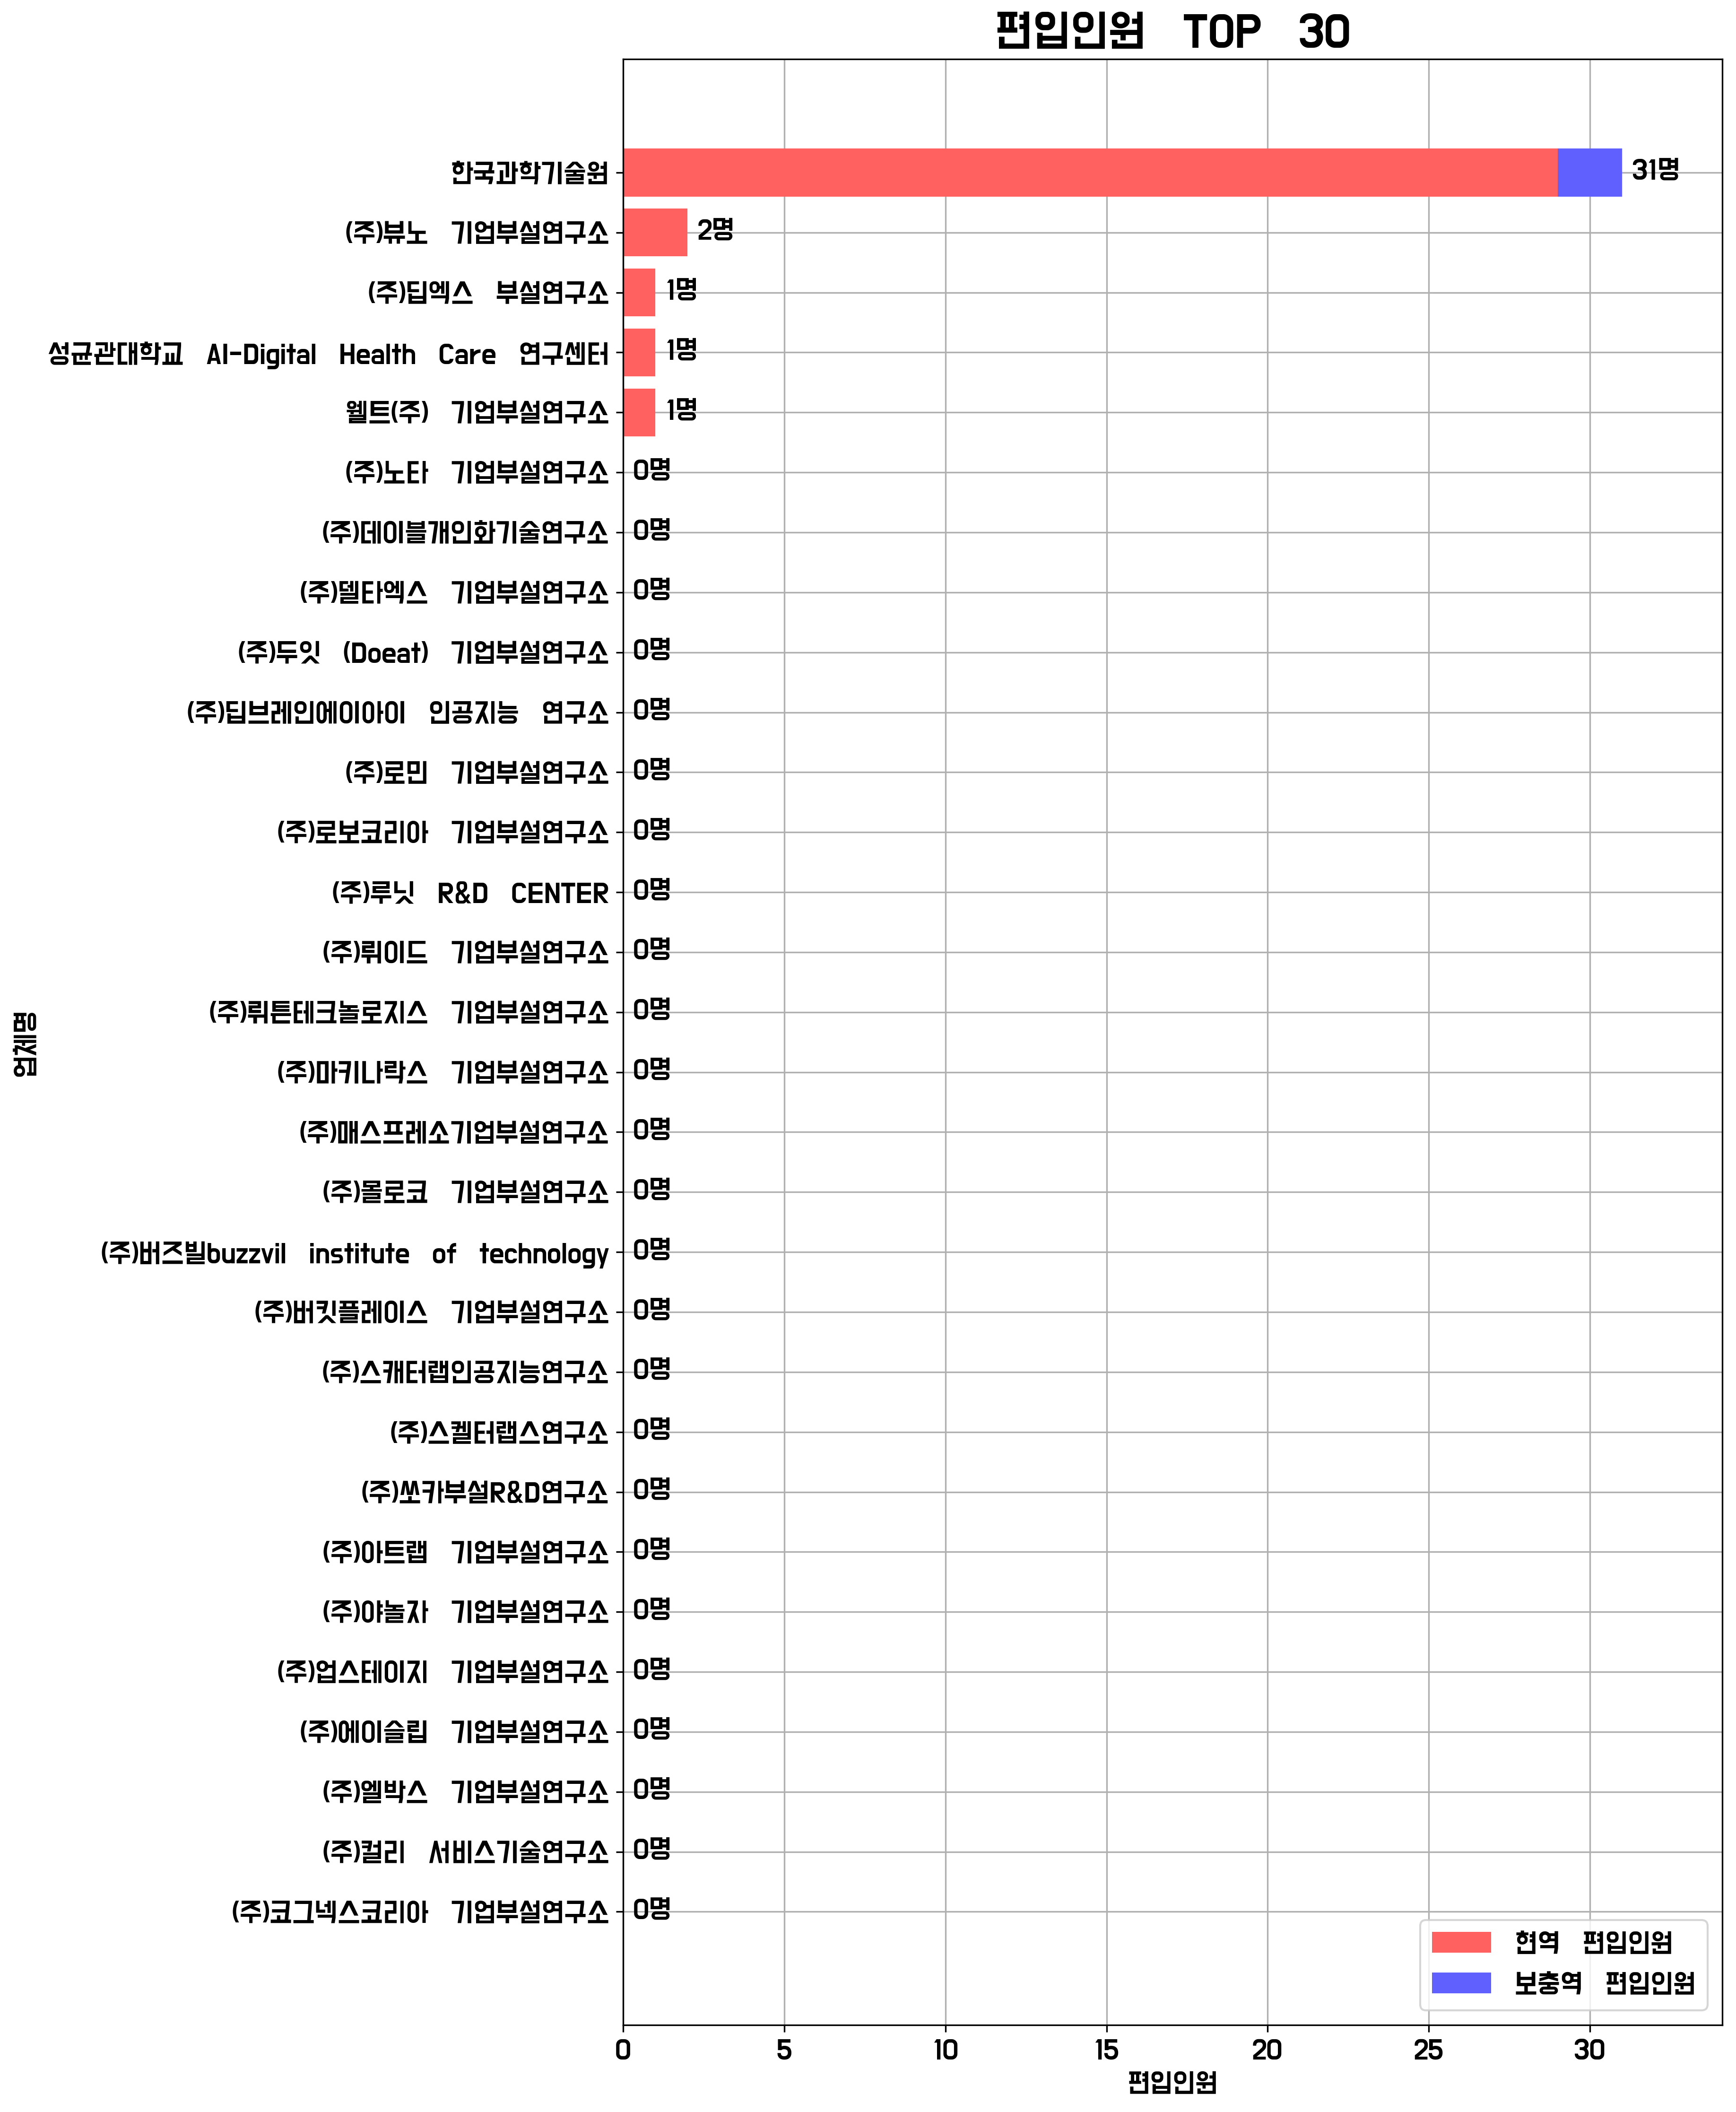 편입인원 TOP 30
한국과학기술원 31명
(주)뷰노 기업부설연구소 2명
(주)딥엑스 부설연구소 1명
성균관대학교 AI-Digital Health Care 연구센터 1명
웰트(주) 기업부설연구소 1명
(주)노타 기업부설연구소 0명
(주)데이블개인화기술연구소 0명
(주)델타엑스 기업부설연구소 0명
(주)두잇 (Doeat) 기업부설연구소 0명
(주)딥브레인에이아이 인공지능 연구소 0명
(주)로민 기업부설연구소 0명
(주)로보코리아 기업부설연구소 0명
(주)루닛 R&D CENTER 0명
(주)뤼이드 기업부설연구소 0명
(주)뤼튼테크놀로지스 기업부설연구소 0명
(주)마키나락스 기업부설연구소 0명
(주)매스프레소기업부설연구소 0명
(주)몰로코 기업부설연구소 0명
(주)버즈빌buzzvil institute of technology 0명
(주)버킷플레이스 기업부설연구소 0명
(주)스캐터랩인공지능연구소 0명
(주)스켈터랩스연구소 0명
(주)쏘카부설R&D연구소 0명
(주)아트랩 기업부설연구소 0명
(주)야놀자 기업부설연구소 0명
(주)업스테이지 기업부설연구소 0명
(주)에이슬립 기업부설연구소 0명
(주)엘박스 기업부설연구소 0명
(주)컬리 서비스기술연구소 0명
(주)코그넥스코리아 기업부설연구소 0명
업체명
현역 편입인원
보충역 편입인원
0 5 10 15 20 25 30
편입인원